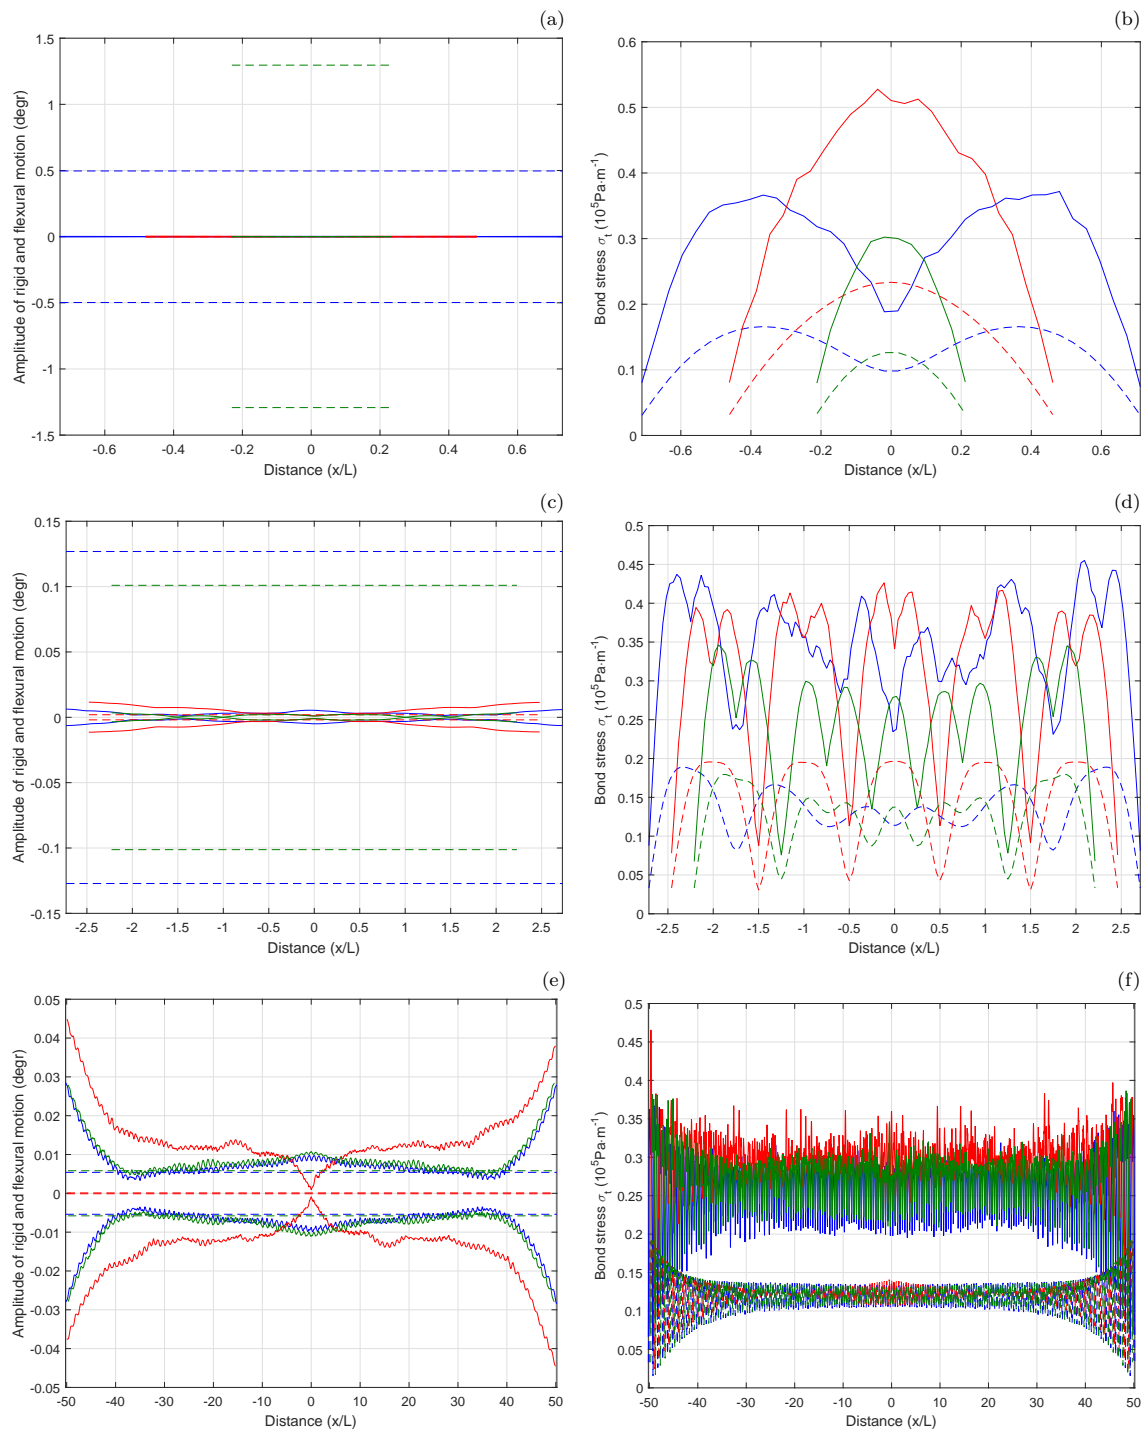 (a)
1.5
1
0.5
0
-0.5
-1
-1.5
-0.6 -0.4 -0.2 0 0.2 0.4 0.6
Distance (x/L)
Amplitude of rigid and flexural motion (degr)
(b)
0.6
0.5
0.4
0.3
0.2
0.1
0
-0.6 -0.4 -0.2 0 0.2 0.4 0.6
Distance (x/L)
Bond stress σt (10^5Pa·m^-1)
(c)
0.15
0.1
0.05
0
-0.05
-0.1
-0.15
-2.5 -2 -1.5 -1 -0.5 0 0.5 1 1.5 2 2.5
Distance (x/L)
Amplitude of rigid and flexural motion (degr)
(d)
0.5
0.45
0.4
0.35
0.3
0.25
0.2
0.15
0.1
0.05
0
-2.5 -2 -1.5 -1 -0.5 0 0.5 1 1.5 2 2.5
Distance (x/L)
Bond stress σt (10^5Pa·m^-1)
(e)
0.05
0.04
0.03
0.02
0.01
0
-0.01
-0.02
-0.03
-0.04
-0.05
-50 -40 -30 -20 -10 0 10 20 30 40 50
Distance (x/L)
Amplitude of rigid and flexural motion (degr)
(f)
0.5
0.45
0.4
0.35
0.3
0.25
0.2
0.15
0.1
0.05
0
-50 -40 -30 -20 -10 0 10 20 30 40 50
Distance (x/L)
Bond stress σt (10^5Pa·m^-1)